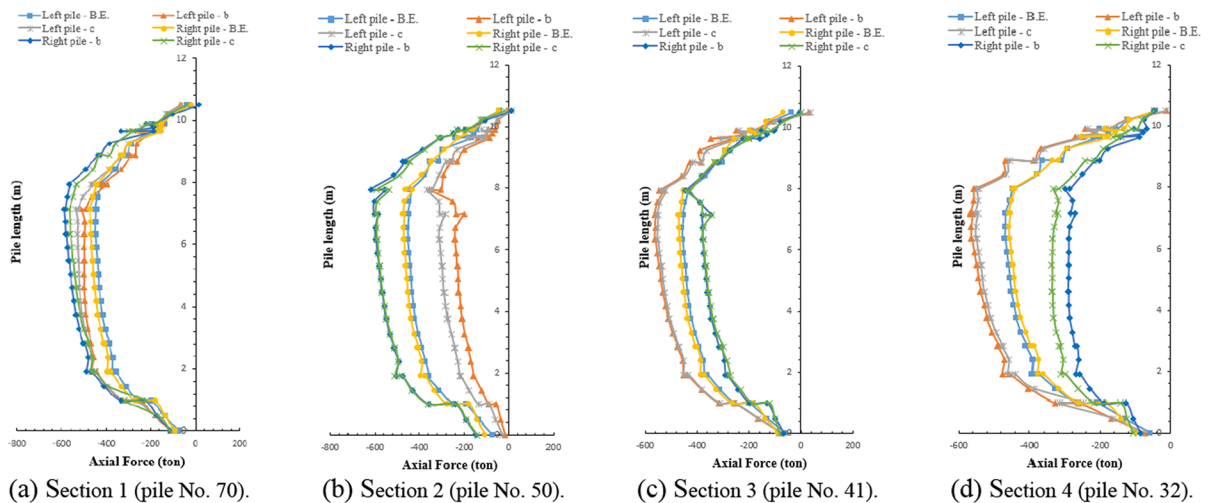 Left pile - B.E. Left pile - b
Left pile - c Right pile - B.E.
Right pile - b Right pile - c
12
10
8
6
4
2
0
-800 -600 -400 -200 0 200
Pile length (m)
Axial Force (ton)
(a) Section 1 (pile No. 70).
Left pile - B.E. Left pile - b
Left pile - c Right pile - B.E.
Right pile - b Right pile - c
12
10
8
6
4
2
0
-800 -600 -400 -200 0 200
Pile length (m)
Axial Force (ton)
(b) Section 2 (pile No. 50).
Left pile - B.E. Left pile - b
Left pile - c Right pile - B.E.
Right pile - b Right pile - c
12
10
8
6
4
2
0
-600 -400 -200 0 200
Pile length (m)
Axial Force (ton)
(c) Section 3 (pile No. 41).
Left pile - B.E. Left pile - b
Left pile - c Right pile - B.E.
Right pile - b Right pile - c
12
10
8
6
4
2
0
-600 -400 -200 0
Pile length (m)
Axial Force (ton)
(d) Section 4 (pile No. 32).